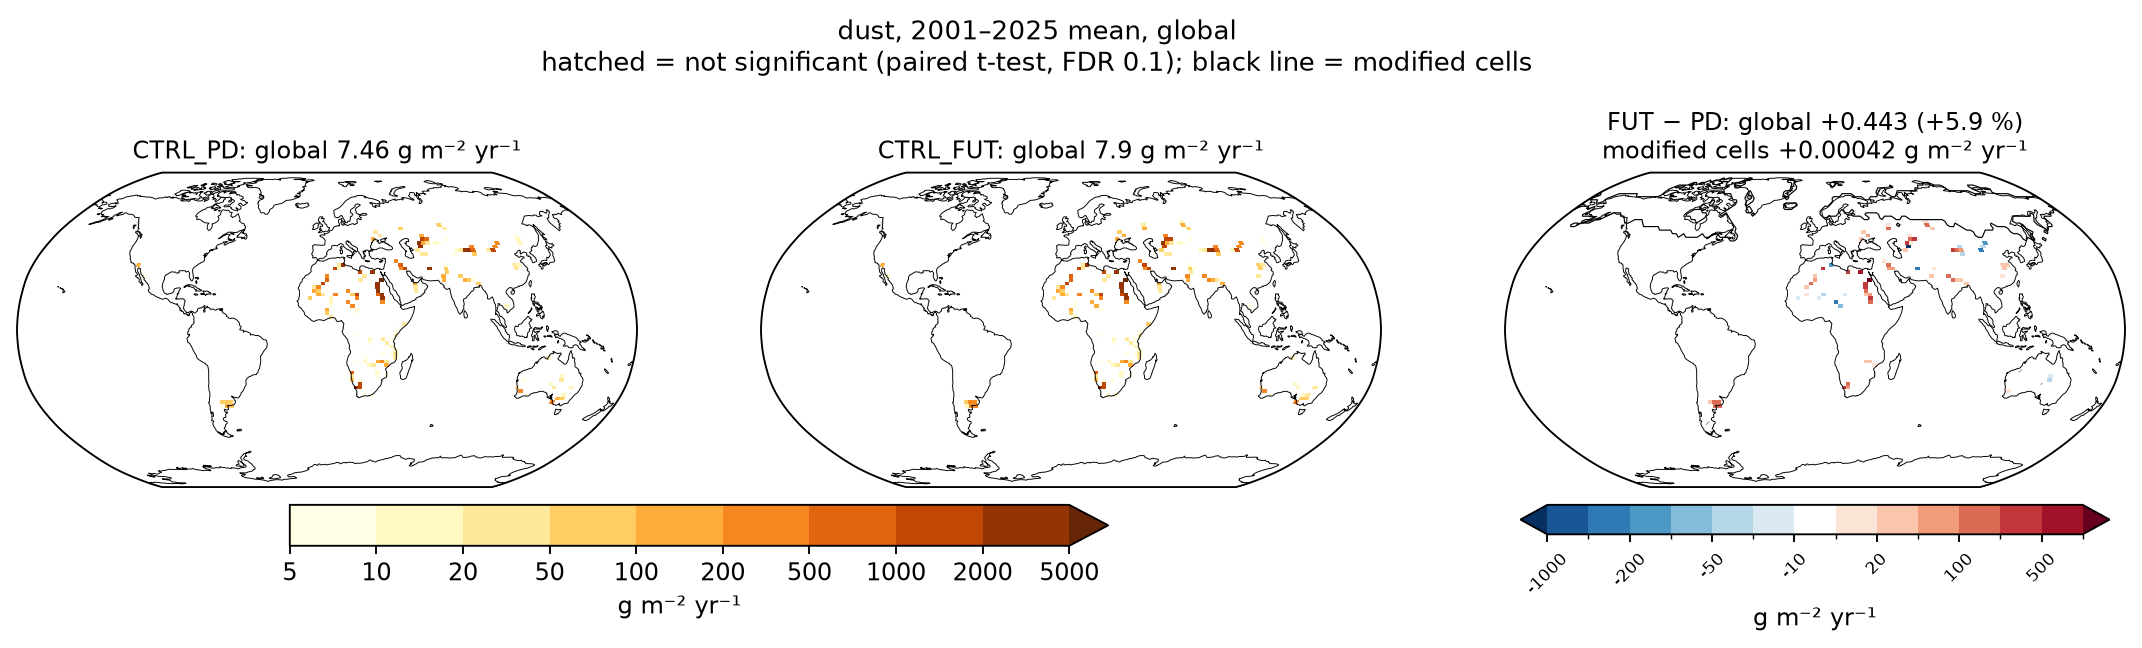 dust, 2001–2025 mean, global
hatched = not significant (paired t-test, FDR 0.1); black line = modified cells
CTRL_PD: global 7.46 g m⁻² yr⁻¹
CTRL_FUT: global 7.9 g m⁻² yr⁻¹
FUT − PD: global +0.443 (+5.9 %)
modified cells +0.00042 g m⁻² yr⁻¹
5 10 20 50 100 200 500 1000 2000 5000
g m⁻² yr⁻¹
-1000 -200 -50 -10 20 100 500
g m⁻² yr⁻¹